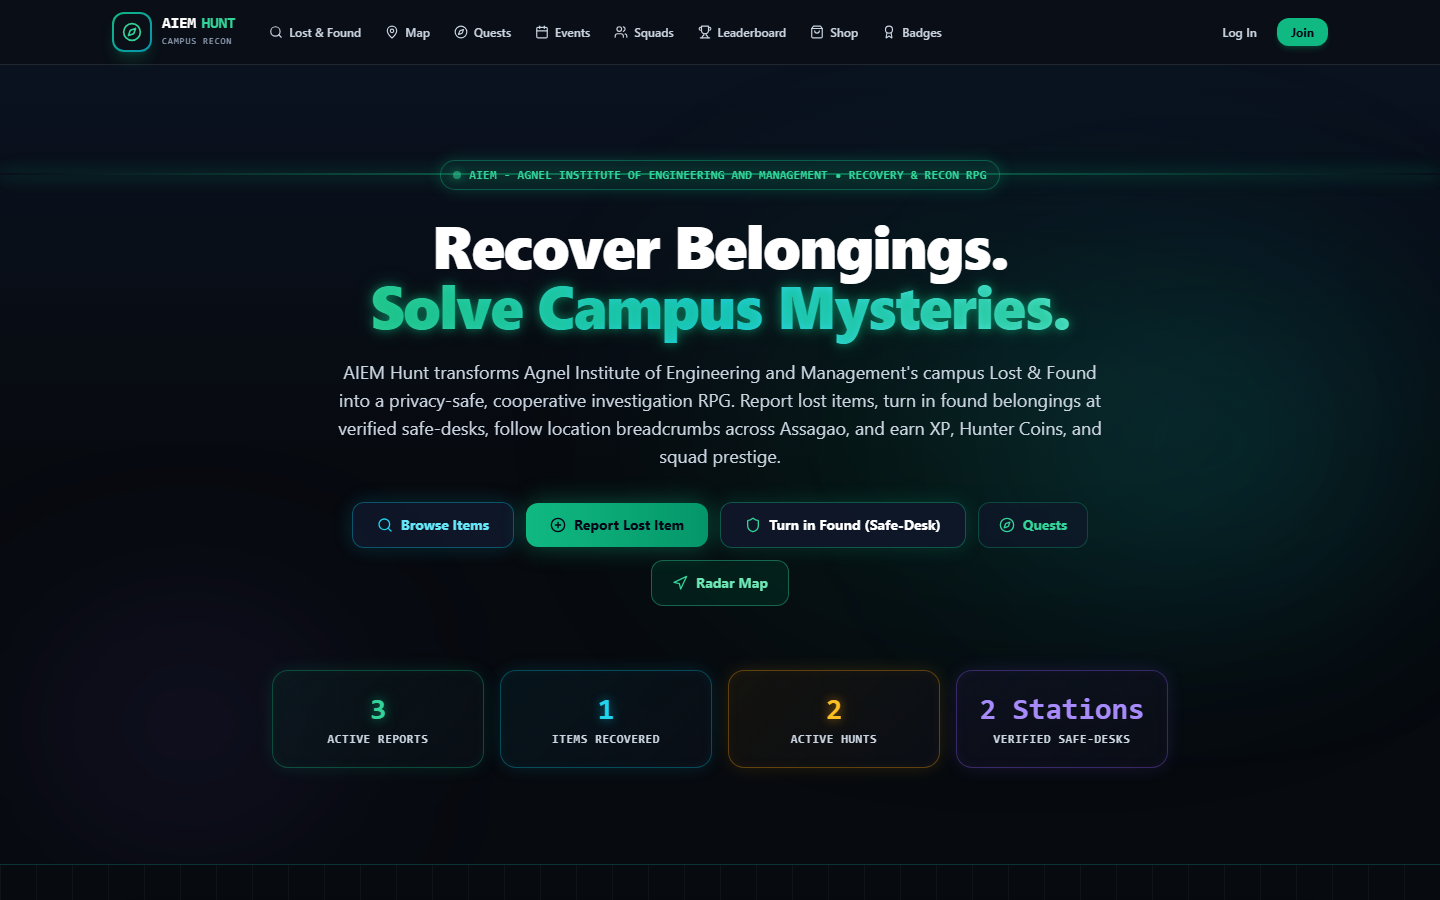 AIEM HUNT
CAMPUS RECON
Lost & Found
Map
Quests
Events
Squads
Leaderboard
Shop
Badges
Log In
Join
AIEM - AGNEL INSTITUTE OF ENGINEERING AND MANAGEMENT • RECOVERY & RECON RPG
Recover Belongings.
Solve Campus Mysteries.
AIEM Hunt transforms Agnel Institute of Engineering and Management's campus Lost & Found
into a privacy-safe, cooperative investigation RPG. Report lost items, turn in found belongings at
verified safe-desks, follow location breadcrumbs across Assagao, and earn XP, Hunter Coins, and
squad prestige.
Browse Items
Report Lost Item
Turn in Found (Safe-Desk)
Quests
Radar Map
3
ACTIVE REPORTS
1
ITEMS RECOVERED
2
ACTIVE HUNTS
2 Stations
VERIFIED SAFE-DESKS